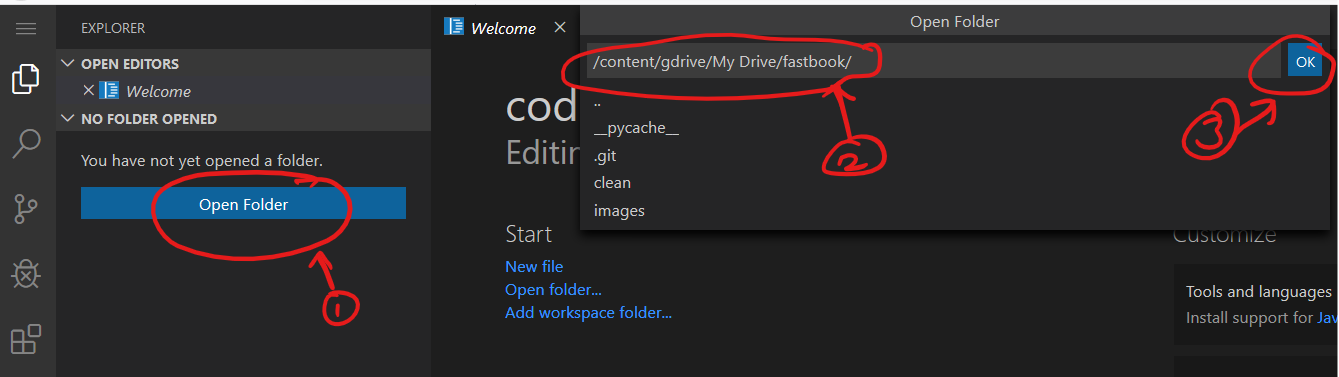 EXPLORER
OPEN EDITORS
Welcome
NO FOLDER OPENED
You have not yet opened a folder.
Open Folder
1
Welcome
Open Folder
/content/gdrive/My Drive/fastbook/
OK
..
__pycache__
.git
clean
images
2
3
cod
Editin
Start
New file
Open folder...
Add workspace folder...
Customize
Tools and languages
Install support for Jav